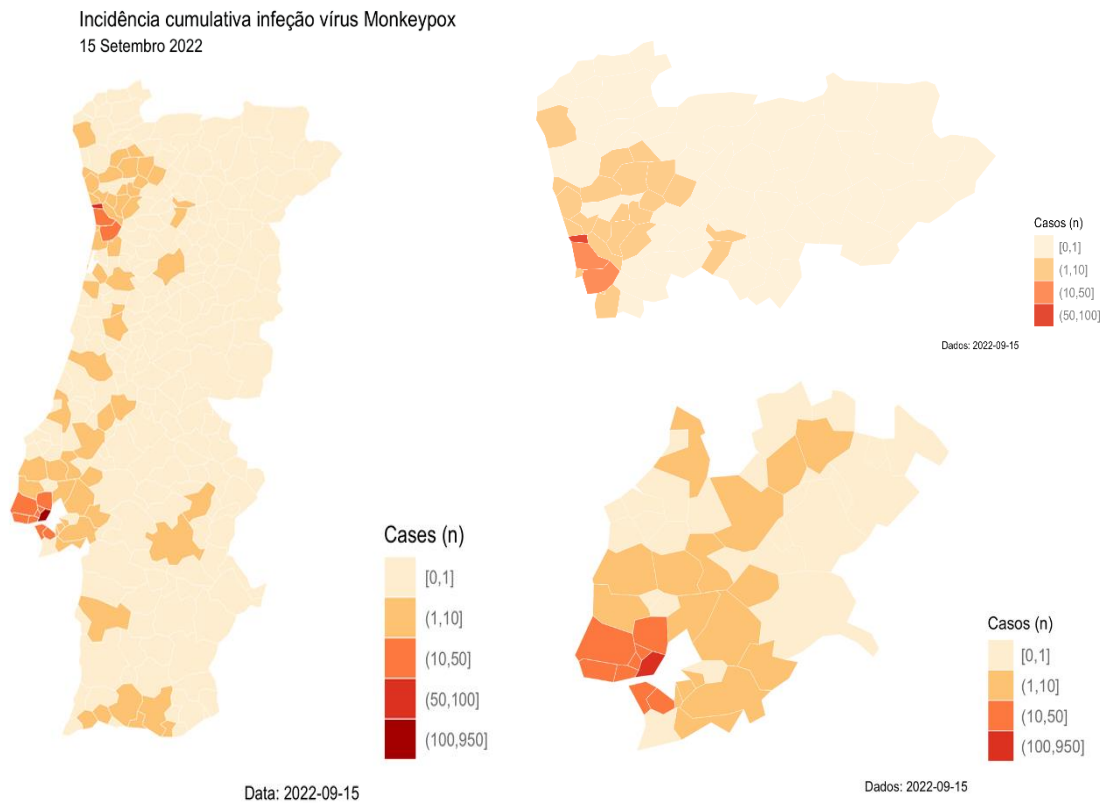 Incidência cumulativa infeção vírus Monkeypox
15 Setembro 2022
Casos (n)
[0,1]
(1,10]
(10,50]
(50,100]
Dados: 2022-09-15
Cases (n)
[0,1]
(1,10]
(10,50]
(50,100]
(100,950]
Data: 2022-09-15
Casos (n)
[0,1]
(1,10]
(10,50]
(100,950]
Dados: 2022-09-15